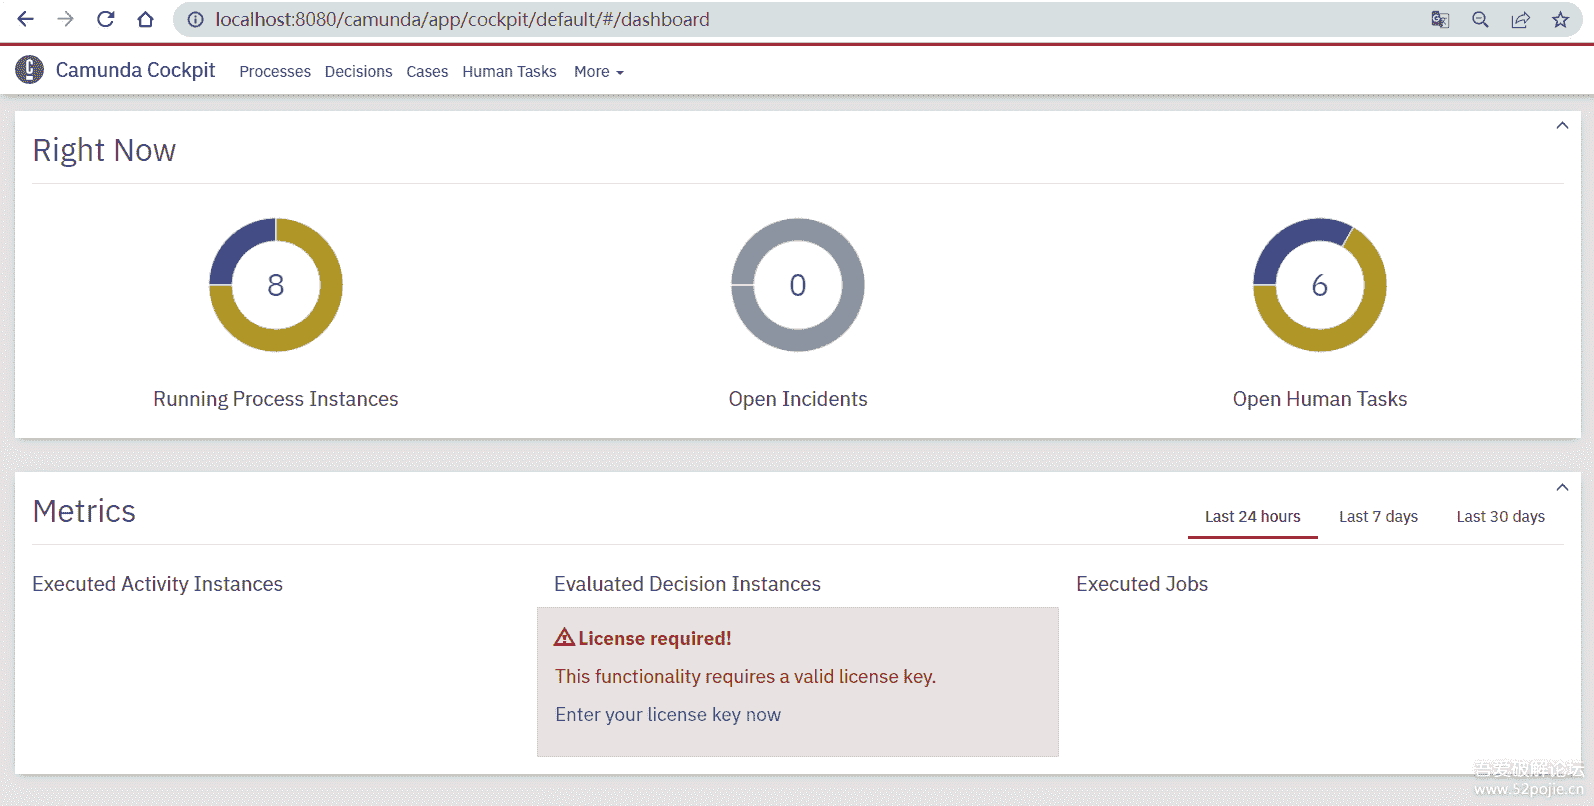 localhost:8080/camunda/app/cockpit/default/#/dashboard
Camunda Cockpit Processes Decisions Cases Human Tasks More
Right Now
8 0 6
Running Process Instances Open Incidents Open Human Tasks
Metrics
Last 24 hours Last 7 days Last 30 days
Executed Activity Instances Evaluated Decision Instances Executed Jobs
License required!
This functionality requires a valid license key.
Enter your license key now
吾爱破解论坛
www.52pojie.cn